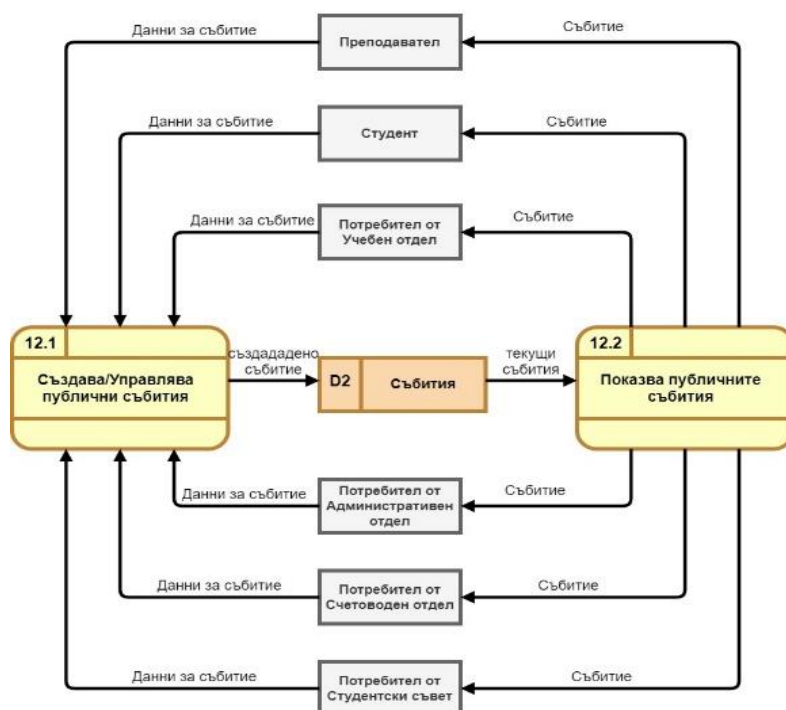 Данни за събитие
Преподавател
Събитие
Данни за събитие
Студент
Събитие
Данни за събитие
Потребител от
Учебен отдел
Събитие
12.1
Създава/Управлява
публични събития
създададено
събитие
D2
Събития
текущи
събития
12.2
Показва публичните
събития
Данни за събитие
Потребител от
Административен
отдел
Събитие
Данни за събитие
Потребител от
Счетоводен отдел
Събитие
Данни за събитие
Потребител от
Студентски съвет
Събитие